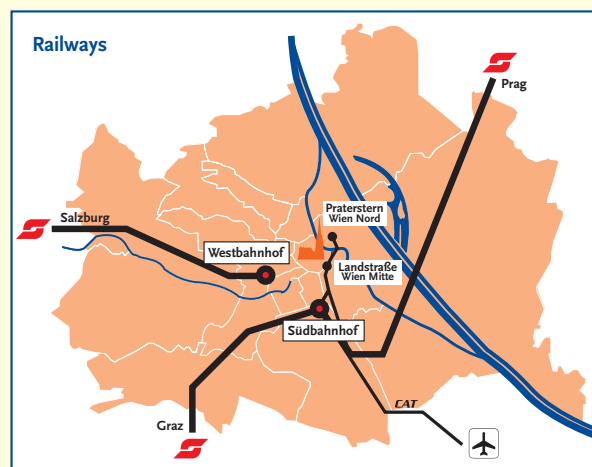 Railways
Prag
Praterstern
Wien Nord
Salzburg
Westbahnhof
Landstraße
Wien Mitte
Südbahnhof
CAT
Graz